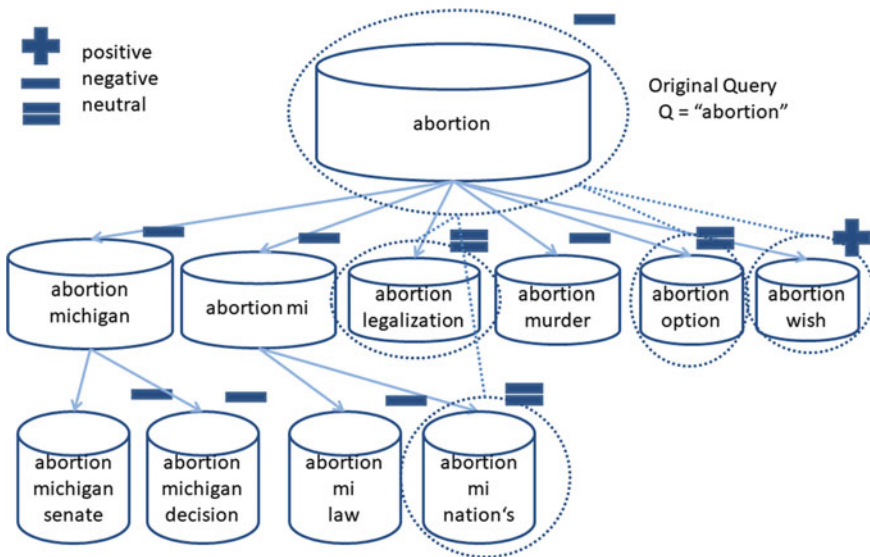 positive
negative
neutral
Original Query
Q = "abortion"
abortion
abortion
michigan
abortion mi
abortion
legalization
abortion
murder
abortion
option
abortion
wish
abortion
michigan
senate
abortion
michigan
decision
abortion
mi
law
abortion
mi
nation‘s